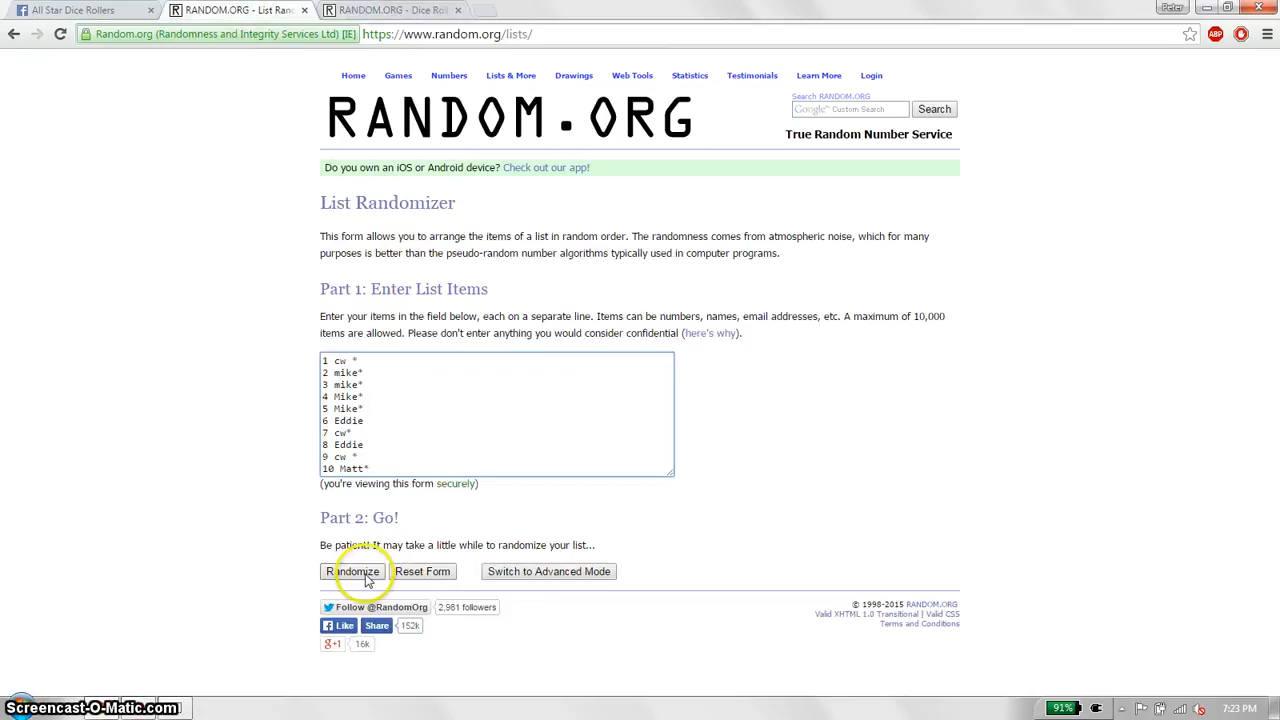 All Star Dice Rollers
RANDOM.ORG - List Ran
RANDOM.ORG - Dice Roll
Peter
Random.org (Randomness and Integrity Services Ltd) [IE]
https://www.random.org/lists/
ABP
Home Games Numbers Lists & More Drawings Web Tools Statistics Testimonials Learn More Login
Search RANDOM.ORG
RANDOM.ORG
Google™ Custom Search
Search
True Random Number Service
Do you own an iOS or Android device? Check out our app!
List Randomizer
This form allows you to arrange the items of a list in random order. The randomness comes from atmospheric noise, which for many
purposes is better than the pseudo-random number algorithms typically used in computer programs.
Part 1: Enter List Items
Enter your items in the field below, each on a separate line. Items can be numbers, names, email addresses, etc. A maximum of 10,000
items are allowed. Please don't enter anything you would consider confidential (here's why).
1 cw *
2 mike*
3 mike*
4 Mike*
5 Mike*
6 Eddie
7 cw*
8 Eddie
9 cw *
10 Matt*
(you're viewing this form securely)
Part 2: Go!
Be patient! It may take a little while to randomize your list...
Randomize
Reset Form
Switch to Advanced Mode
Follow @RandomOrg
2,981 followers
© 1998-2015 RANDOM.ORG
Valid XHTML 1.0 Transitional | Valid CSS
Terms and Conditions
Like
Share
152k
g+1
16k
Screencast-O-Matic.com
91%
7:23 PM